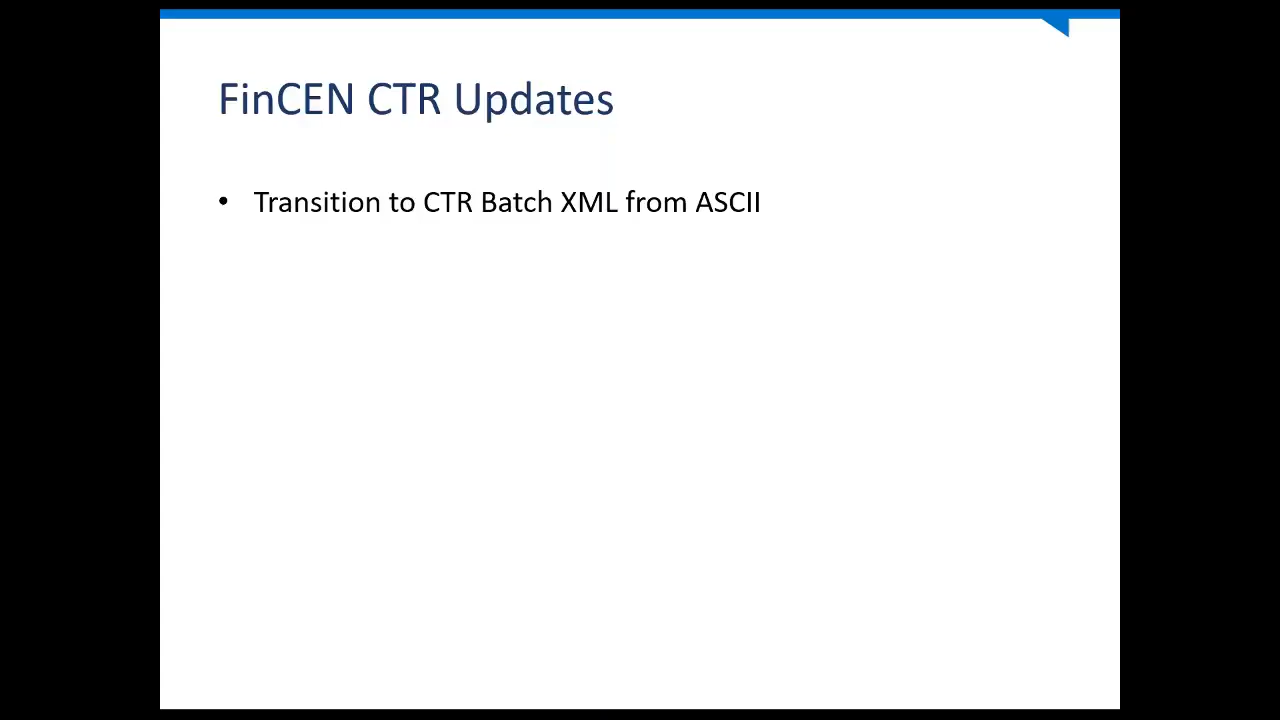 FinCEN CTR Updates
• Transition to CTR Batch XML from ASCII